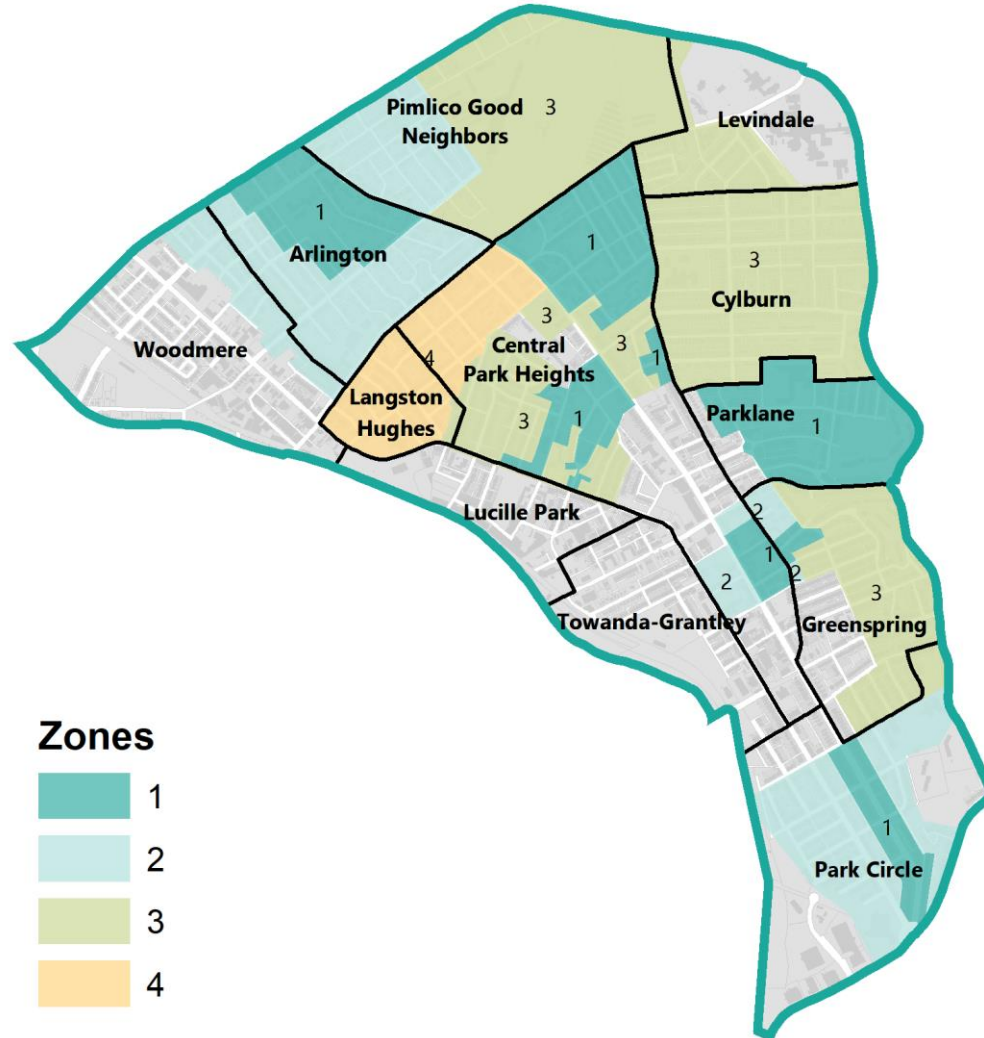 Pimlico Good
Neighbors
3
Levindale
1
Arlington
1
3
Cylburn
Woodmere
3
Central
Park Heights
3
1
4
Langston
Hughes
3
1
Parklane
1
Lucille Park
2
1
2
2
3
Towanda-Grantley
Greenspring
1
Park Circle
Zones
1
2
3
4